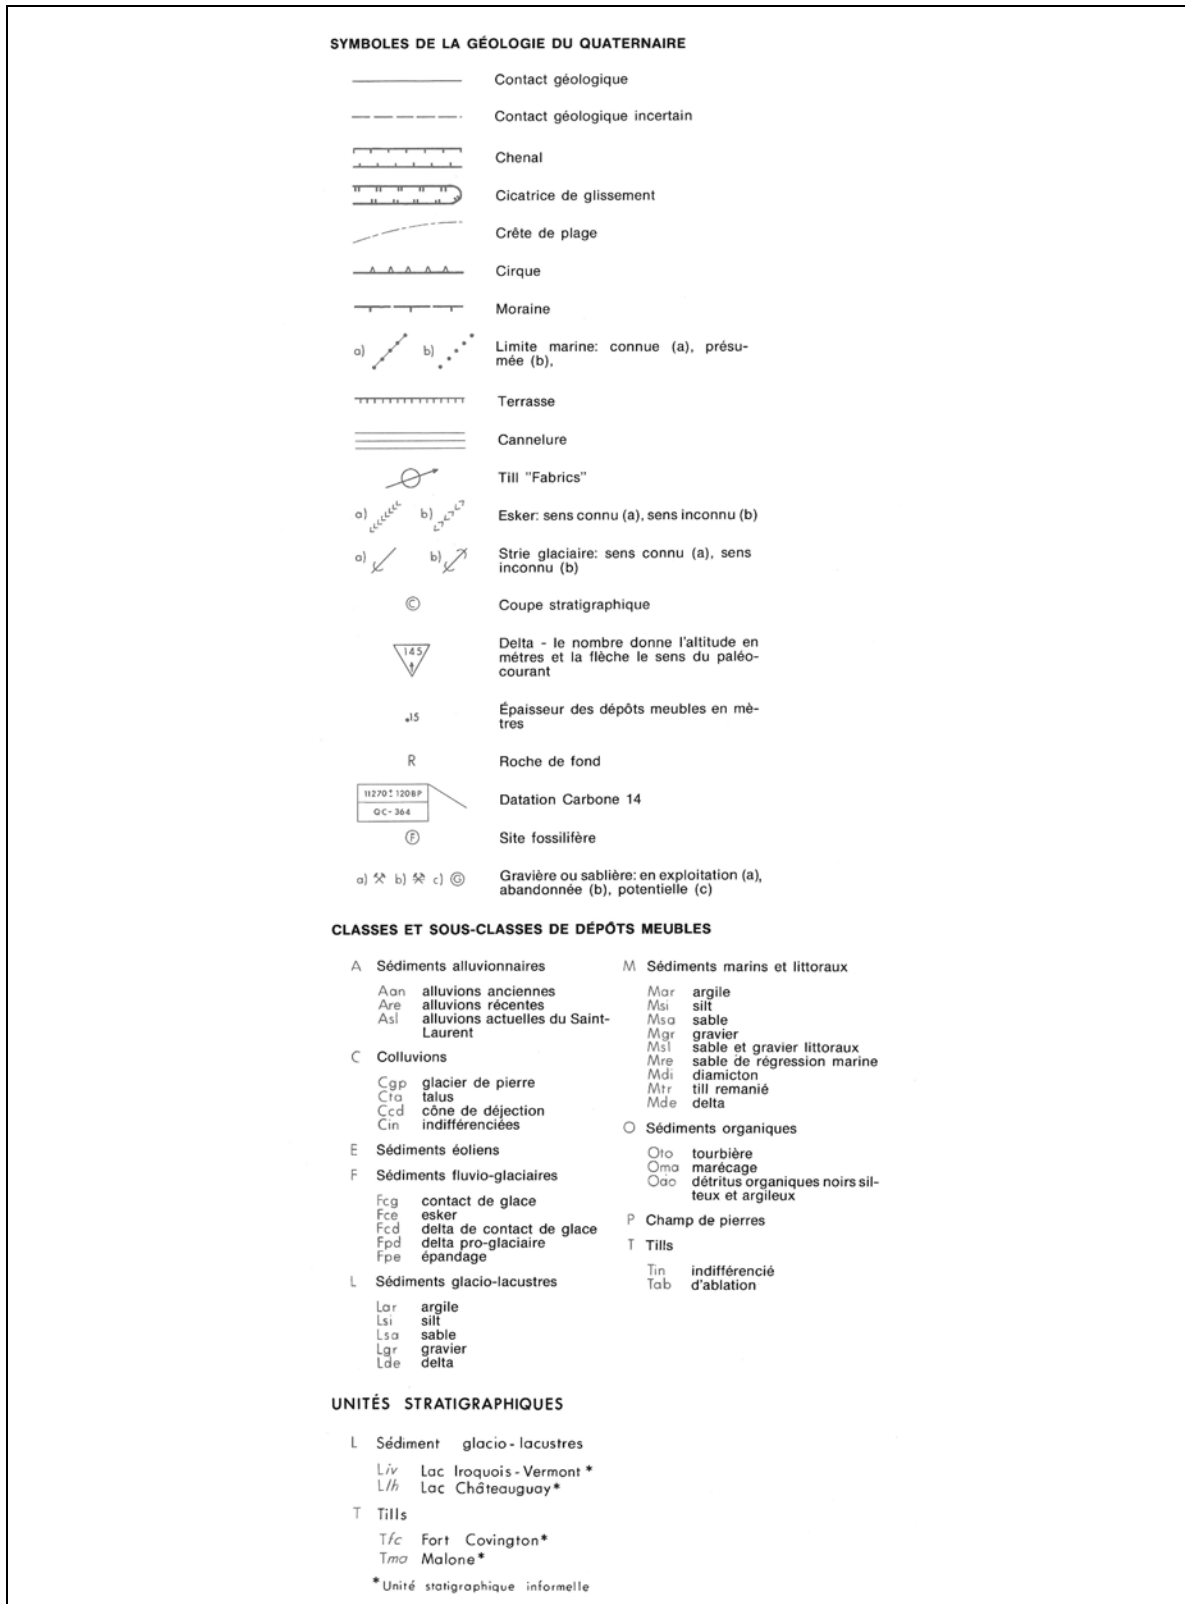 SYMBOLES DE LA GÉOLOGIE DU QUATERNAIRE
Contact géologique
Contact géologique incertain
Chenal
Cicatrice de glissement
Crête de plage
Cirque
Moraine
a) b) Limite marine: connue (a), présu-
mée (b),
Terrasse
Cannelure
Till "Fabrics"
a) b) Esker: sens connu (a), sens inconnu (b)
a) b) Strie glaciaire: sens connu (a), sens
inconnu (b)
© Coupe stratigraphique
Delta - le nombre donne l'altitude en
145 métres et la flèche le sens du paléo-
courant
.15 Épaisseur des dépôts meubles en mè-
tres
R Roche de fond
11270±120BP
QC-364
Datation Carbone 14
Ⓕ Site fossilifère
a) b) c) Ⓖ Gravière ou sablière: en exploitation (a),
abandonnée (b), potentielle (c)
CLASSES ET SOUS-CLASSES DE DÉPÔTS MEUBLES
A Sédiments alluvionnaires
Aan alluvions anciennes
Are alluvions récentes
Asl alluvions actuelles du Saint-
Laurent
C Colluvions
Cgp glacier de pierre
Cta talus
Ccd cône de déjection
Cin indifférenciées
E Sédiments éoliens
F Sédiments fluvio-glaciaires
Fcg contact de glace
Fce esker
Fcd delta de contact de glace
Fpd delta pro-glaciaire
Fpe épandage
L Sédiments glacio-lacustres
Lar argile
Lsi silt
Lsa sable
Lgr gravier
Lde delta
M Sédiments marins et littoraux
Mar argile
Msi silt
Msa sable
Mgr gravier
Msl sable et gravier littoraux
Mre sable de régression marine
Mdi diamicton
Mtr till remanié
Mde delta
O Sédiments organiques
Oto tourbière
Oma marécage
Oao détritus organiques noirs sil-
teux et argileux
P Champ de pierres
T Tills
Tin indifférencié
Tab d'ablation
UNITÉS STRATIGRAPHIQUES
L Sédiment glacio-lacustres
Liv Lac Iroquois-Vermont *
Llh Lac Châteauguay*
T Tills
Tfc Fort Covington*
Tma Malone*
*Unité statigraphique informelle